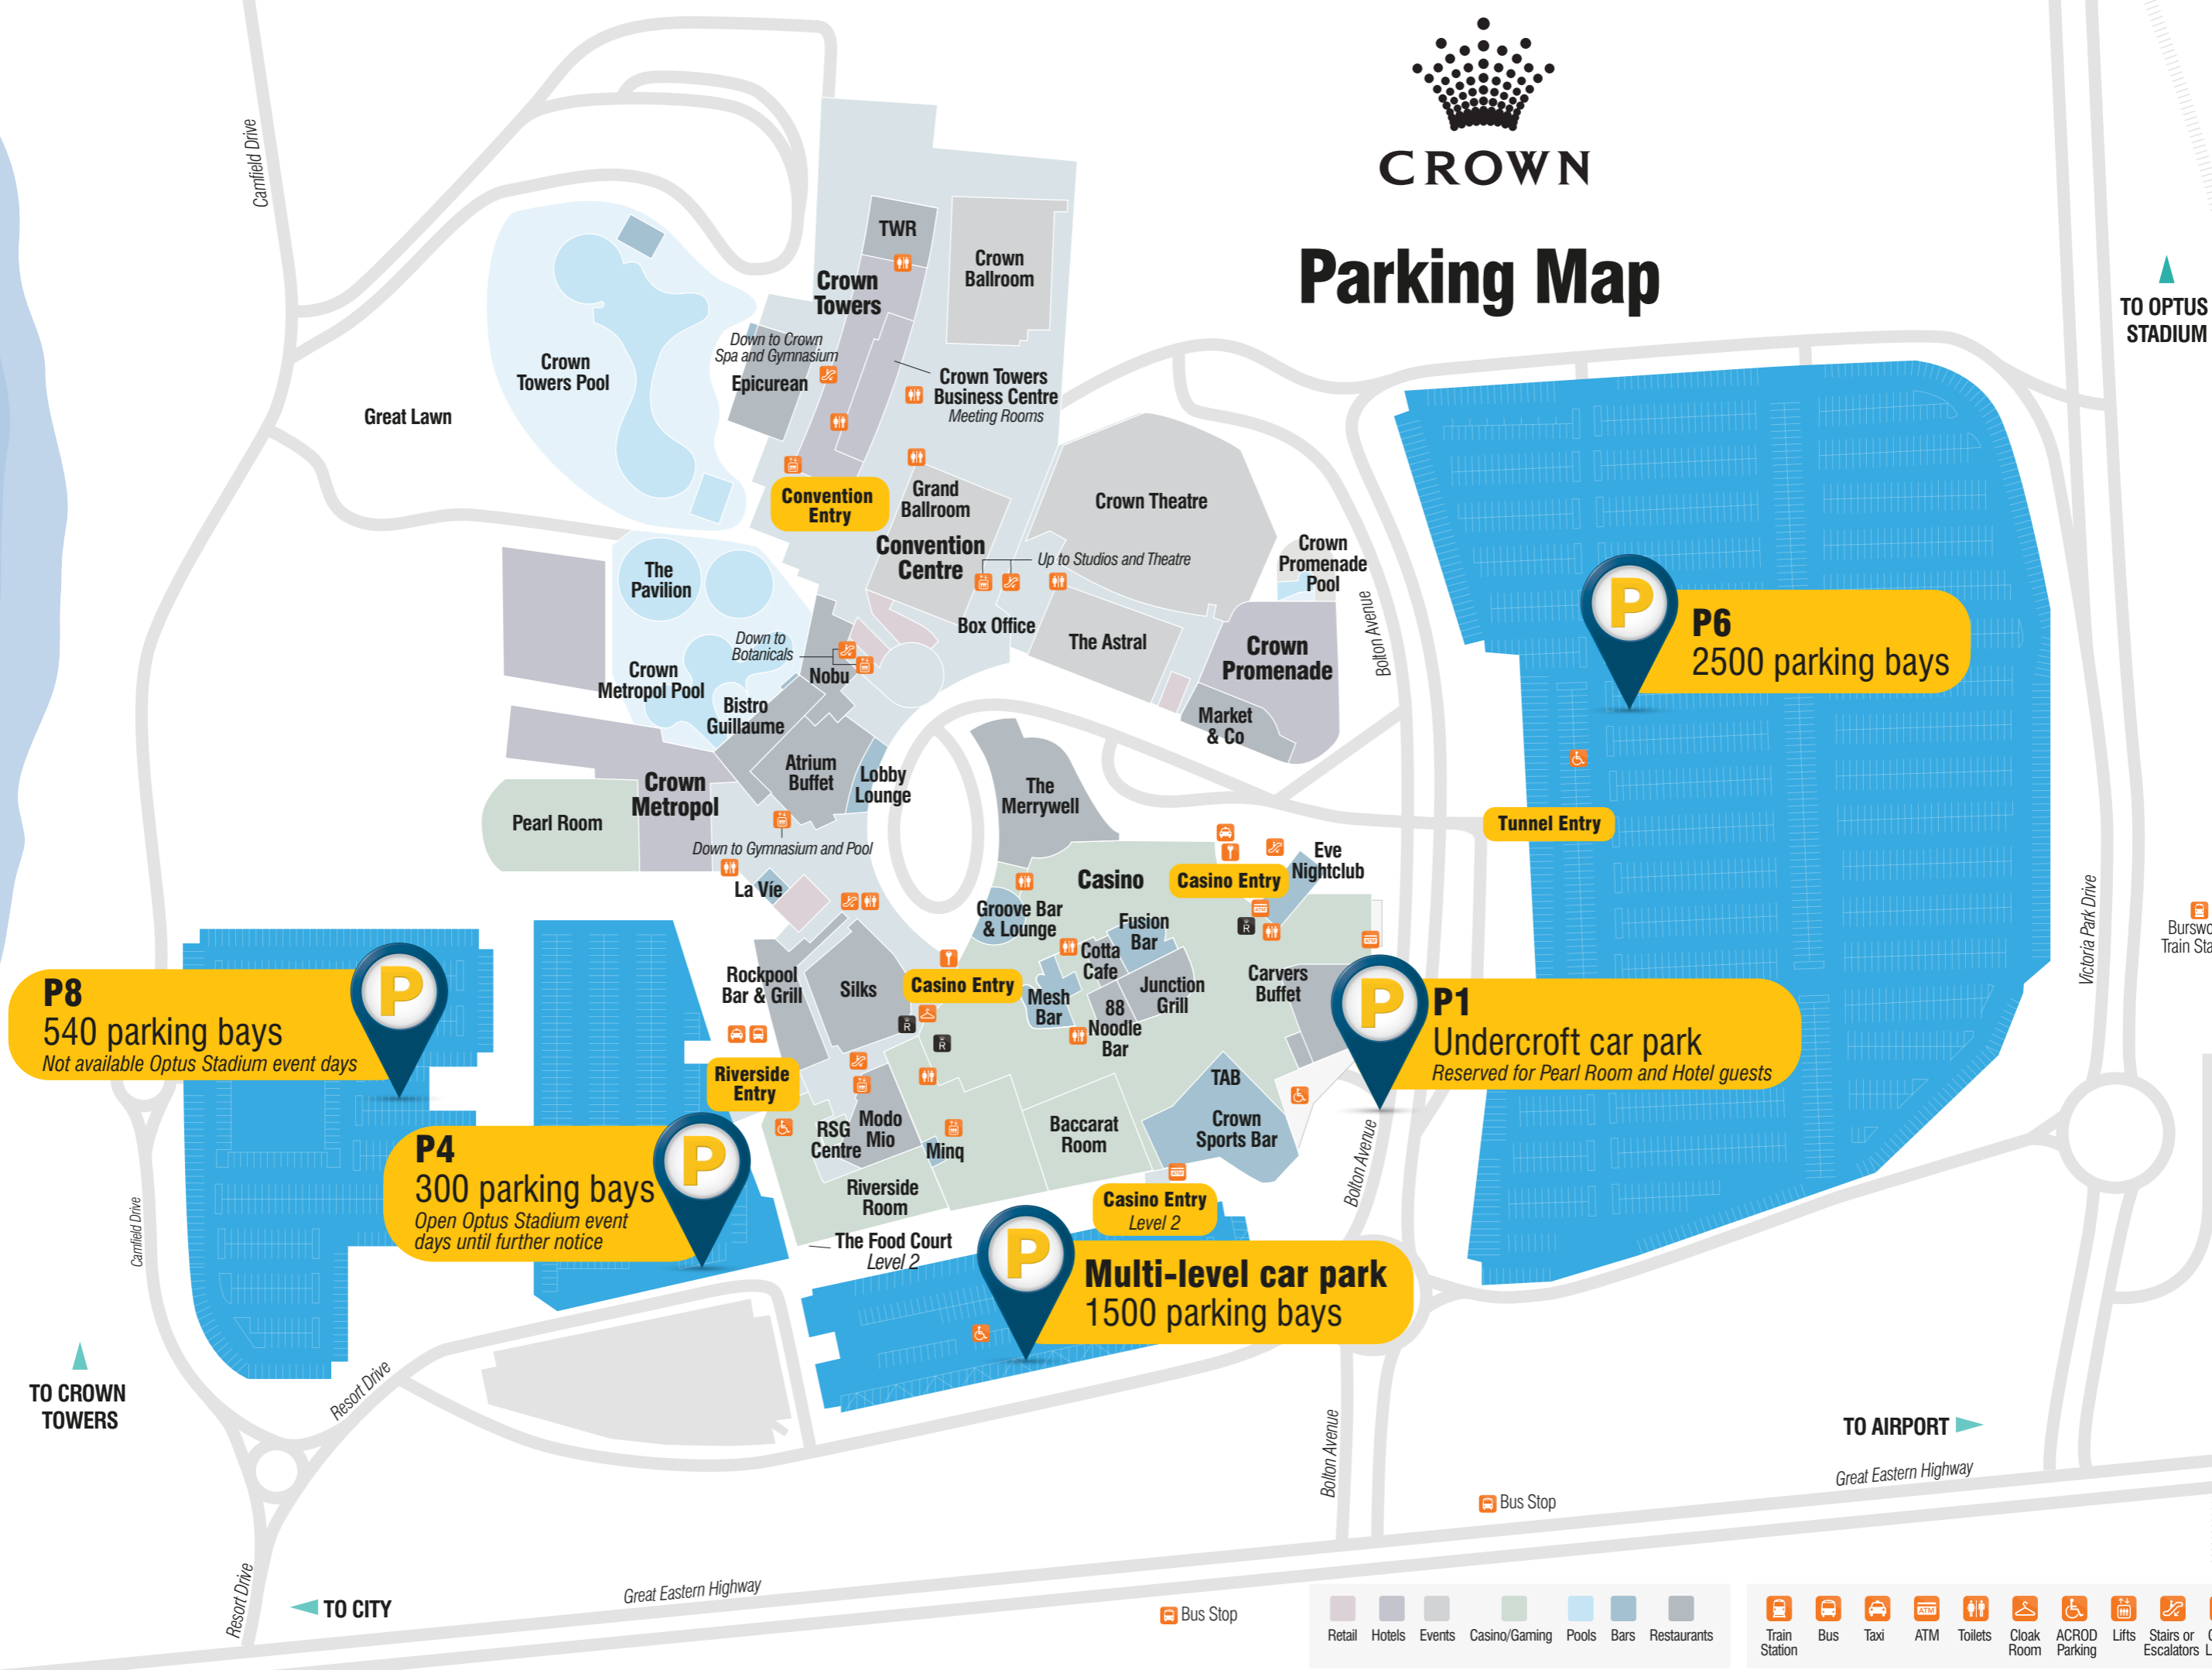 CROWN
Parking Map
TO OPTUS
STADIUM
Camfield Drive
TWR
Crown
Ballroom
Crown
Towers
Down to Crown
Spa and Gymnasium
Epicurean
Crown
Towers Pool
Great Lawn
Crown Towers
Business Centre
Meeting Rooms
Convention
Entry
Grand
Ballroom
Crown Theatre
Convention
Centre
Up to Studios and Theatre
Crown
Promenade
Pool
The
Pavilion
Box Office
The Astral
Crown
Promenade
Bolton Avenue
P
P6
2500 parking bays
Down to
Botanicals
Nobu
Crown
Metropol Pool
Bistro
Guillaume
Market
& Co
Atrium
Buffet
Lobby
Lounge
The
Merrywell
Crown
Metropol
Pearl Room
Down to Gymnasium and Pool
Tunnel Entry
La Vie
Casino
Casino Entry
Eve
Nightclub
Groove Bar
& Lounge
Fusion
Bar
Cotta
Cafe
ATM
R
ATM
Victoria Park Drive
Train Sta
Rockpool
Bar & Grill
Silks
Casino Entry
Mesh
Bar
Junction
Grill
88
Noodle
Bar
Carvers
Buffet
R
R
P
P8
540 parking bays
Not available Optus Stadium event days
P
P1
Undercroft car park
Reserved for Pearl Room and Hotel guests
Riverside
Entry
TAB
Crown
Sports Bar
RSG
Centre
Modo
Mio
Minq
Baccarat
Room
Riverside
Room
Bolton Avenue
P
P4
300 parking bays
Open Optus Stadium event
days until further notice
ATM
Casino Entry
Level 2
The Food Court
Level 2
P
Multi-level car park
1500 parking bays
Camfield Drive
Resort Drive
TO CROWN
TOWERS
TO AIRPORT
Great Eastern Highway
Bolton Avenue
Bus Stop
Resort Drive
TO CITY
Great Eastern Highway
Bus Stop
Retail
Hotels
Events
Casino/Gaming
Pools
Bars
Restaurants
Train
Station
Bus
Taxi
ATM
ATM
Toilets
Cloak
Room
ACROD
Parking
Lifts
Stairs or
Escalators